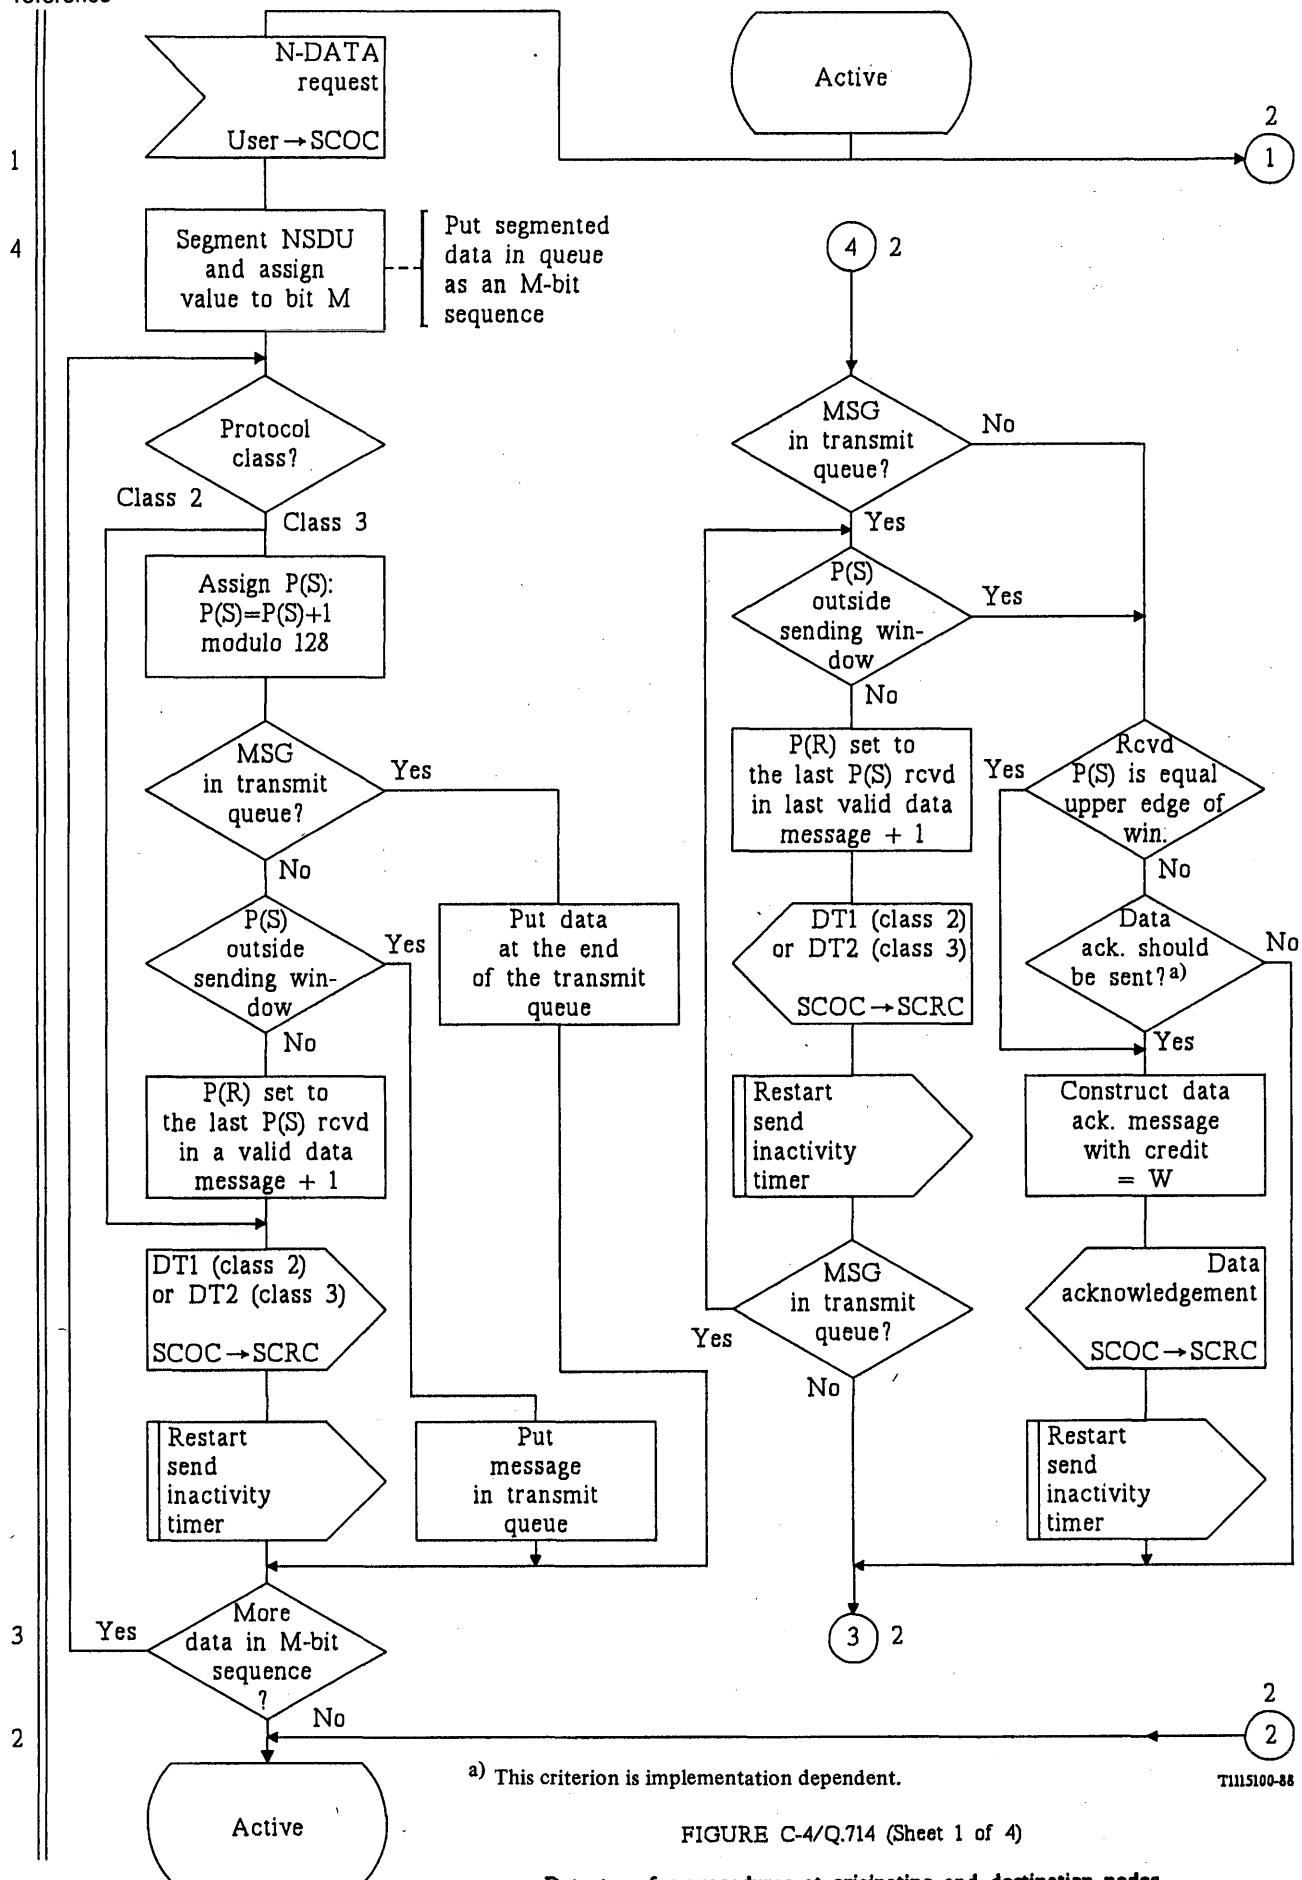 reference
N-DATA
request
User→SCOC
Active
2
1
1
4
Segment NSDU
and assign
value to bit M
Put segmented
data in queue
as an M-bit
sequence
4
2
Protocol
class?
Class 2
Class 3
Assign P(S):
P(S)=P(S)+1
modulo 128
MSG
in transmit
queue?
Yes
No
P(S)
outside
sending win-
dow
Yes
No
Put data
at the end
of the transmit
queue
P(R) set to
the last P(S) rcvd
in a valid data
message + 1
DT1 (class 2)
or DT2 (class 3)
SCOC→SCRC
Restart
send
inactivity
timer
Put
message
in transmit
queue
3
Yes
More
data in M-bit
sequence
?
No
2
Active
MSG
in transmit
queue?
No
Yes
P(S)
outside
sending win-
dow
Yes
No
P(R) set to
the last P(S) rcvd
in last valid data
message + 1
DT1 (class 2)
or DT2 (class 3)
SCOC→SCRC
Restart
send
inactivity
timer
MSG
in transmit
queue?
Yes
No
Yes
Rcvd
P(S) is equal
upper edge of
win.
No
Data
ack. should
be sent?a)
No
Yes
Construct data
ack. message
with credit
= W
Data
acknowledgement
SCOC→SCRC
Restart
send
inactivity
timer
3
2
2
2
a) This criterion is implementation dependent.
T1115100-88
FIGURE C-4/Q.714 (Sheet 1 of 4)
Data transfer procedures at originating and destination nodes